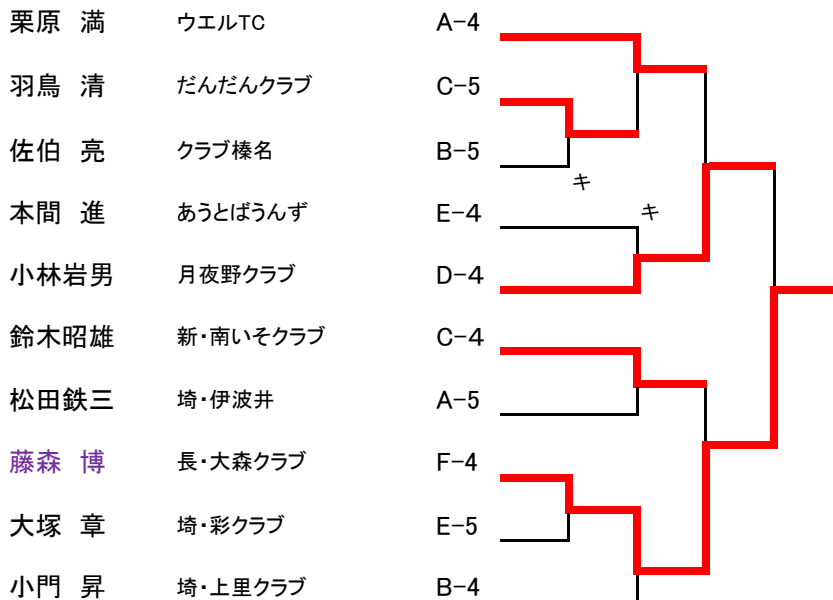 栗原 満 ウエルTC A-4
羽鳥 清 だんだんクラブ C-5
佐伯 亮 クラブ榛名 B-5
キ
本間 進 あうとばうんず E-4 キ
小林岩男 月夜野クラブ D-4
鈴木昭雄 新・南いそクラブ C-4
松田鉄三 埼・伊波井 A-5
藤森 博 長・大森クラブ F-4
大塚 章 埼・彩クラブ E-5
小門 昇 埼・上里クラブ B-4